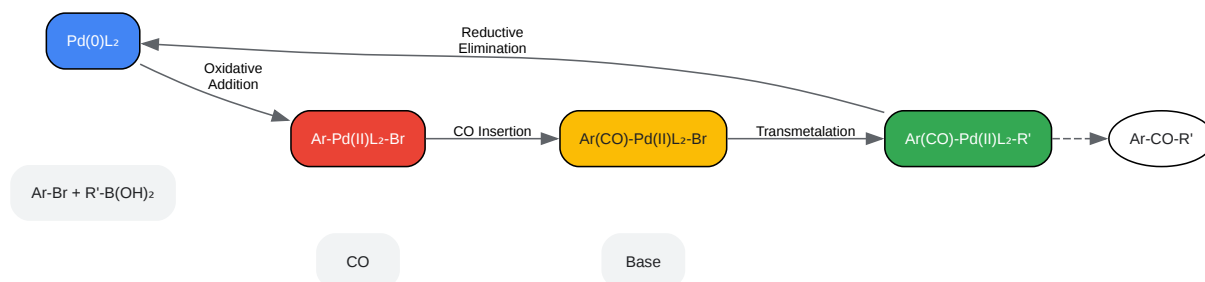 Pd(0)L₂
Reductive
Elimination
Oxidative
Addition
Ar-Pd(II)L₂-Br
CO Insertion
Ar(CO)-Pd(II)L₂-Br
Transmetalation
Ar(CO)-Pd(II)L₂-R'
Ar-CO-R'
Ar-Br + R'-B(OH)₂
CO
Base